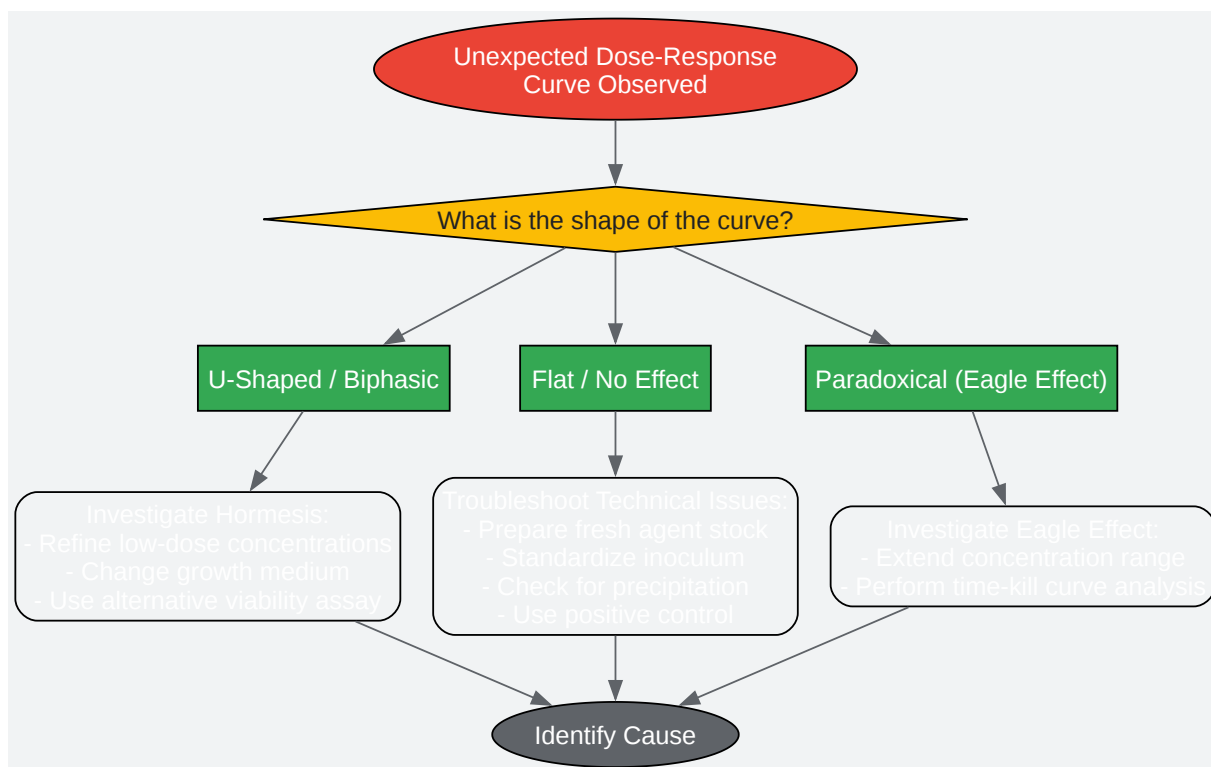 Unexpected Dose-Response
Curve Observed
What is the shape of the curve?
U-Shaped / Biphasic
Flat / No Effect
Paradoxical (Eagle Effect)
Investigate Hormesis:
- Refine low-dose concentrations
- Change growth medium
- Use alternative viability assay
Troubleshoot Technical Issues:
- Prepare fresh agent stock
- Standardize inoculum
- Check for precipitation
- Use positive control
Investigate Eagle Effect:
- Extend concentration range
- Perform time-kill curve analysis
Identify Cause